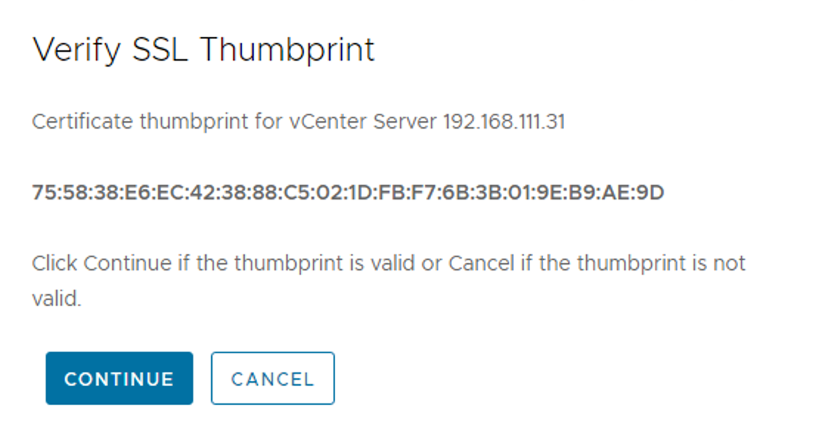 Verify SSL Thumbprint
Certificate thumbprint for vCenter Server 192.168.111.31
75:58:38:E6:EC:42:38:88:C5:02:1D:FB:F7:6B:3B:01:9E:B9:AE:9D
Click Continue if the thumbprint is valid or Cancel if the thumbprint is not
valid.
CONTINUE CANCEL